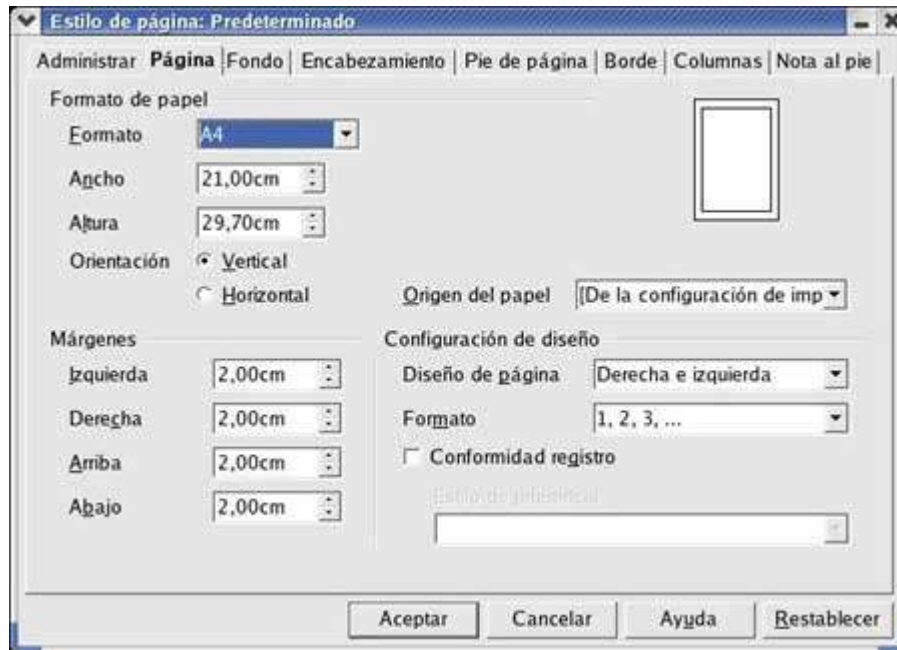 Estilo de página: Predeterminado
Administrar Página Fondo Encabezamiento Pie de página Borde Columnas Nota al pie
Formato de papel
Formato A4
Ancho 21,00cm
Altura 29,70cm
Orientación Vertical
Horizontal
Origen del papel [De la configuración de imp
Márgenes
Izquierda 2,00cm
Derecha 2,00cm
Arriba 2,00cm
Abajo 2,00cm
Configuración de diseño
Diseño de página Derecha e izquierda
Formato 1, 2, 3, ...
Conformidad registro
Estilo de
Aceptar Cancelar Ayuda Restablecer